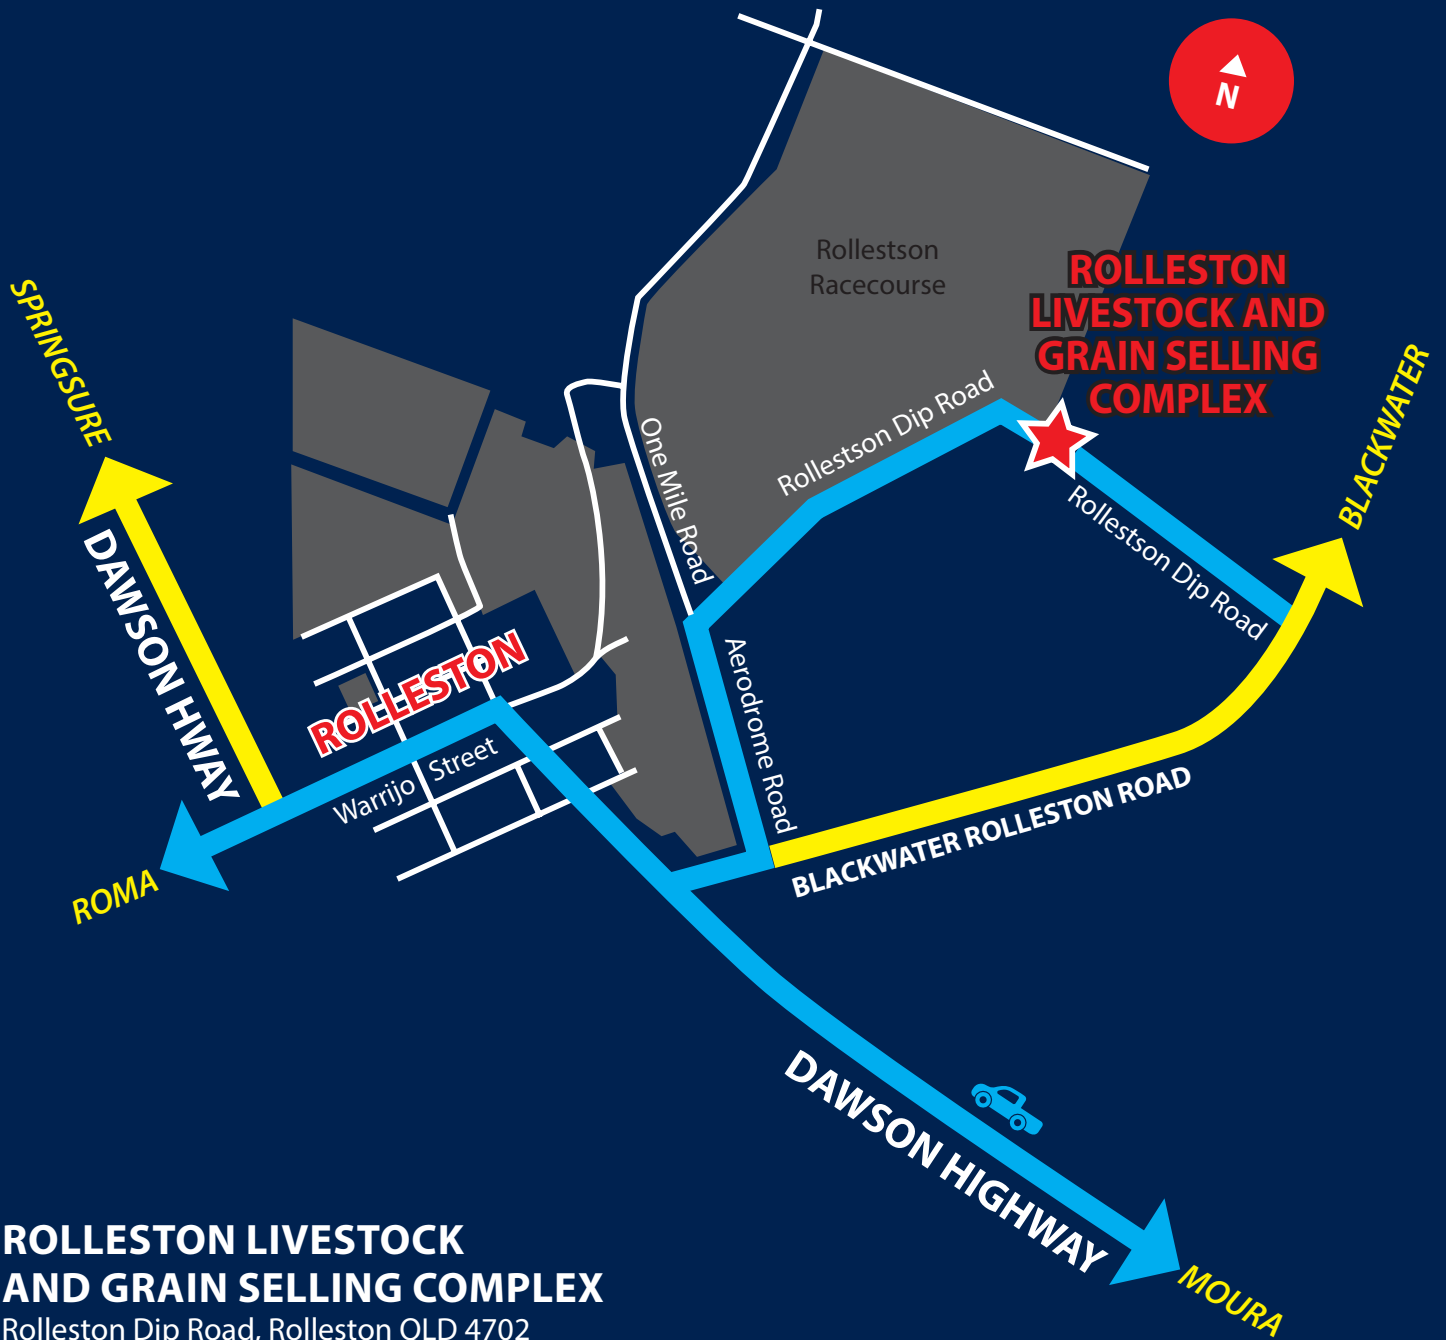 N
Rollestson
Racecourse
ROLLESTON
LIVESTOCK AND
GRAIN SELLING
COMPLEX
SPRINGSURE
BLACKWATER
Rollestson Dip Road
One Mile Road
Rollestson Dip Road
DAWSON HWAY
ROLLESTON
Aerodrome Road
Warrijo Street
BLACKWATER ROLLESTON ROAD
ROMA
DAWSON HIGHWAY
MOURA
ROLLESTON LIVESTOCK
AND GRAIN SELLING COMPLEX
Rolleston Dip Road, Rolleston QLD 4702